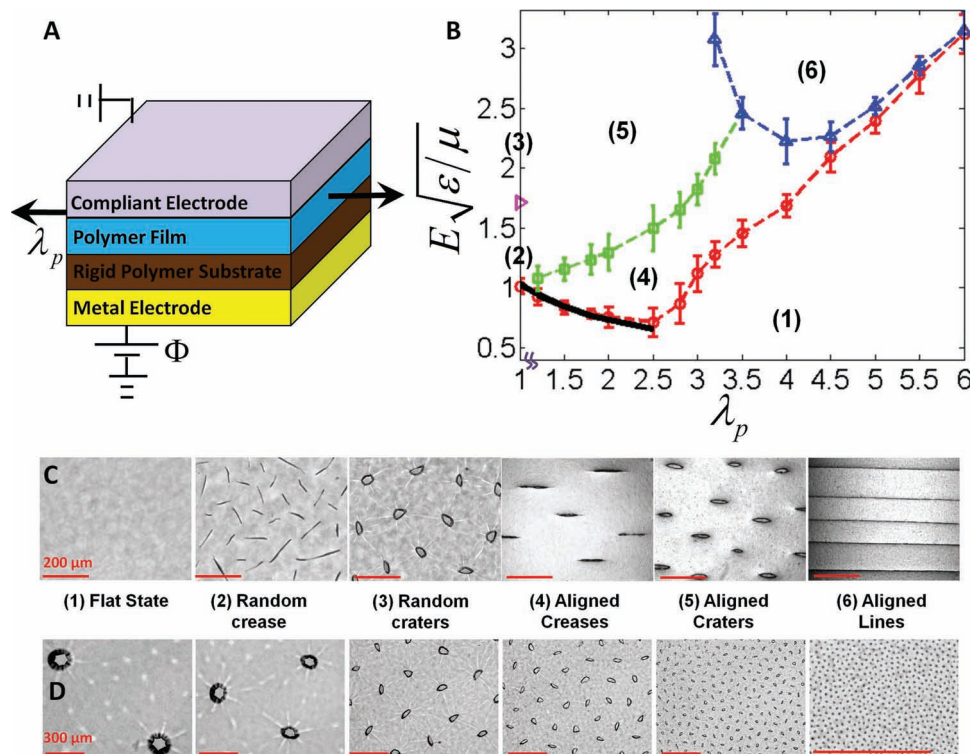 A
Compliant Electrode
Polymer Film
Rigid Polymer Substrate
Metal Electrode
λp
Φ
B
E√ε/μ
3
2.5
2
1.5
1
0.5
(3)
(2)
(5)
(6)
(4)
(1)
1 1.5 2 2.5 3 3.5 4 4.5 5 5.5 6
λp
C
200 μm
(1) Flat State
(2) Random
crease
(3) Random
craters
(4) Aligned
Creases
(5) Aligned
Craters
(6) Aligned
Lines
D
300 μm